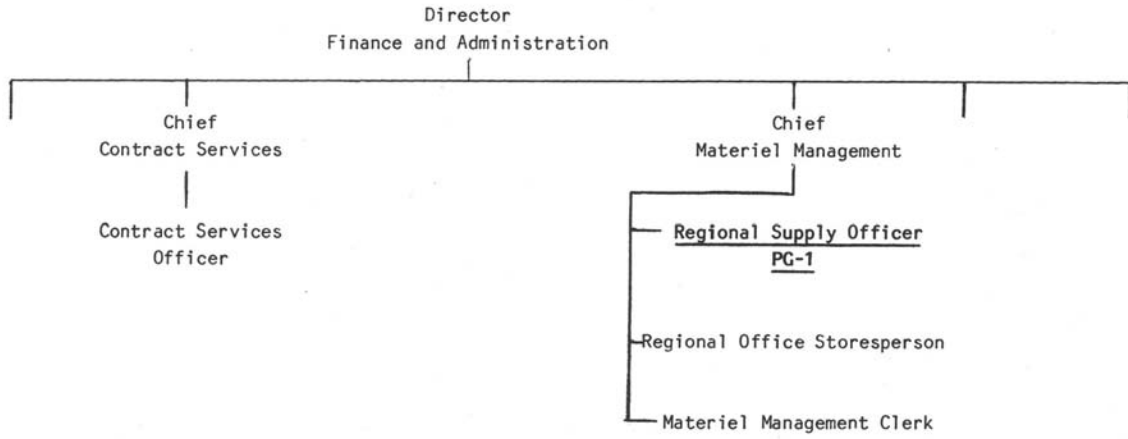 Director
Finance and Administration
Chief
Contract Services
Chief
Materiel Management
Contract Services
Officer
Regional Supply Officer
PG-1
Regional Office Storesperson
Materiel Management Clerk